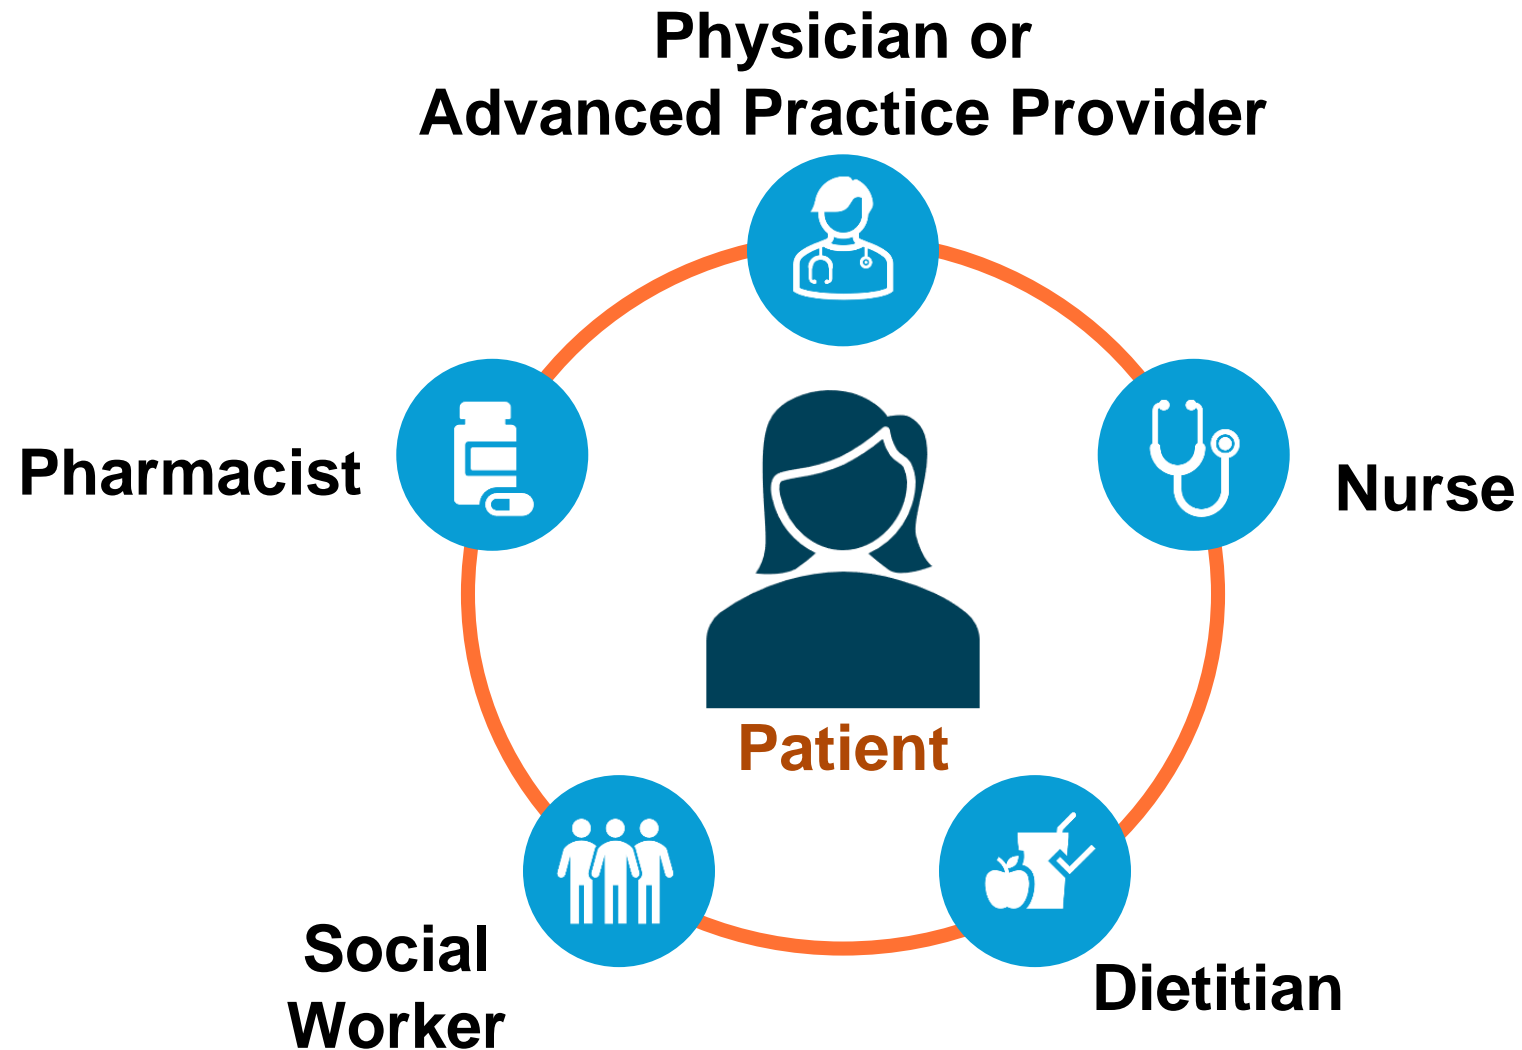 Physician or
Advanced Practice Provider
Pharmacist
Nurse
Patient
Social
Worker
Dietitian